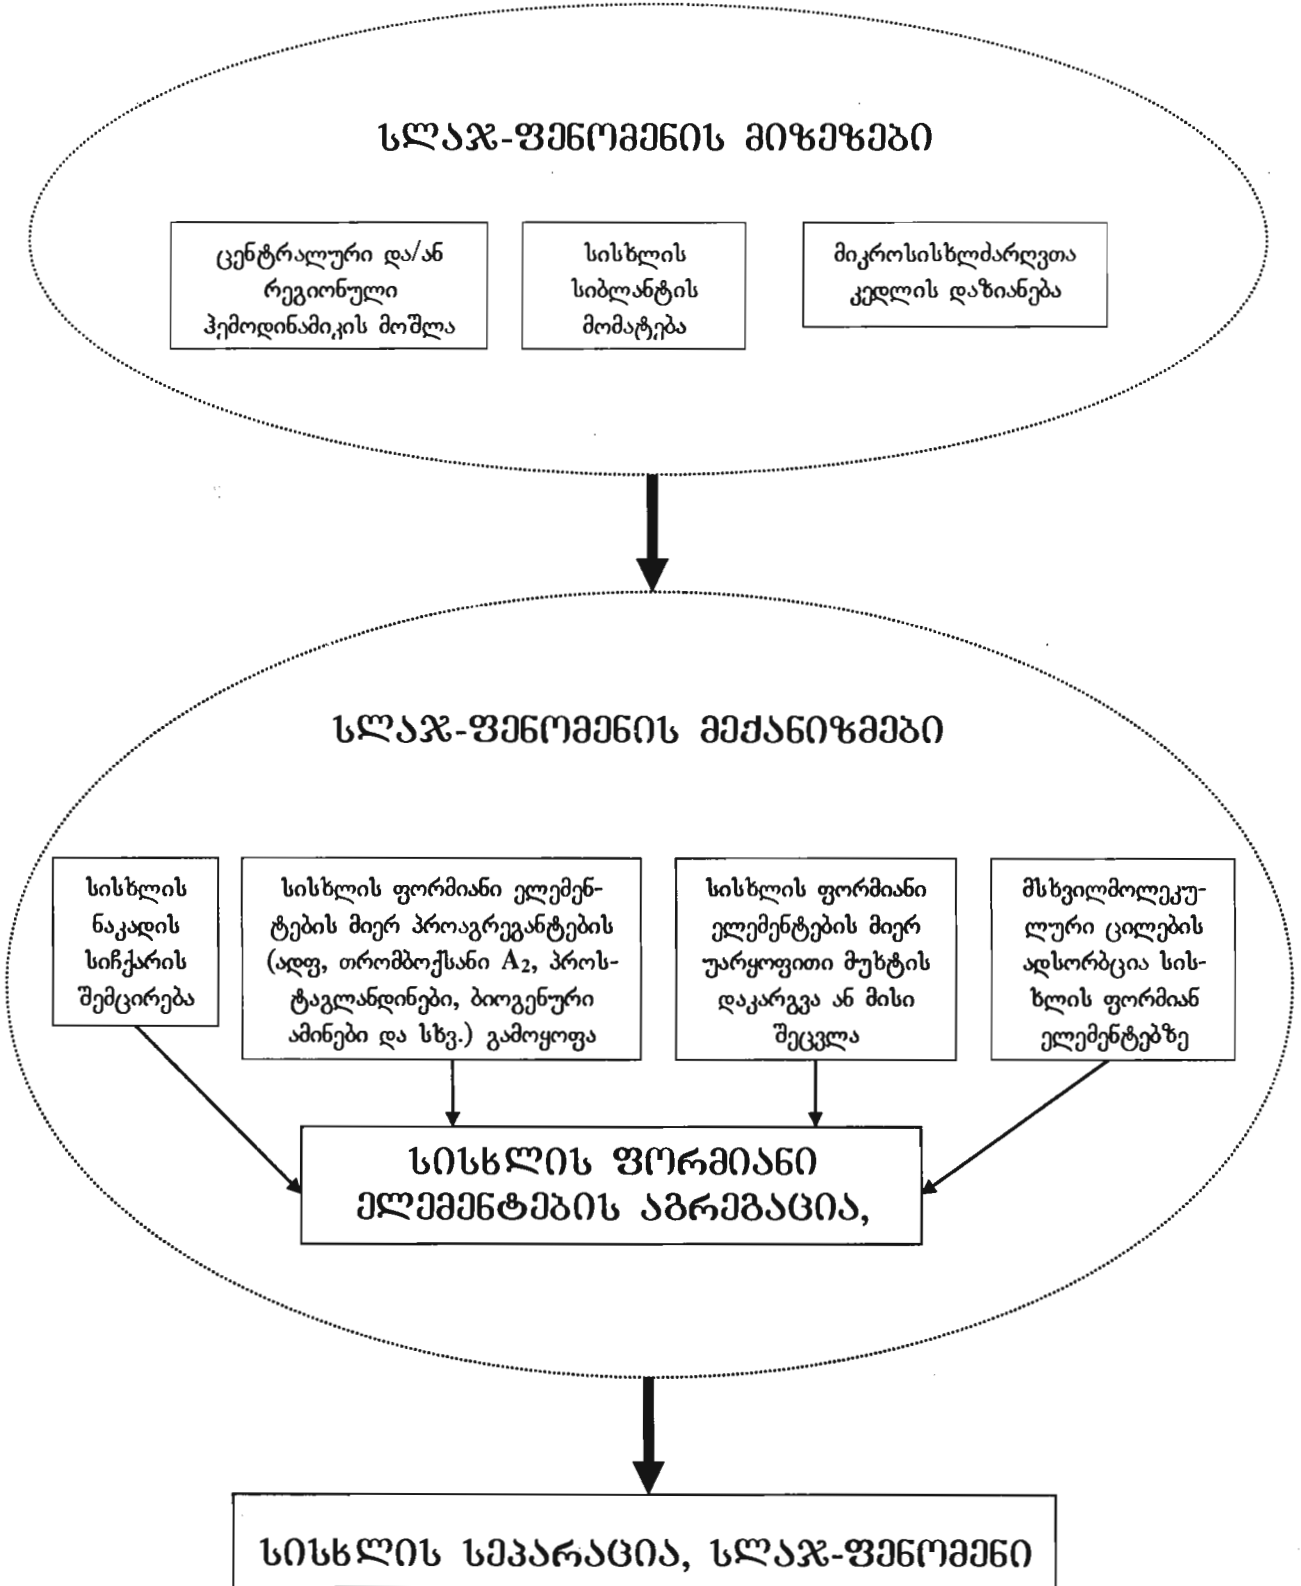 სლაჯ-ფენომენის მიზეზები
ცენტრალური და/ან
რეგიონული
ჰემოდინამიკის მოშლა
სისხლის
სიბლანტის
მომატება
მიკროსისხლძარღვთა
კედლის დაზიანება
სლაჯ-ფენომენის მექანიზმები
სისხლის
ნაკადის
სიჩქარის
შემცირება
სისხლის ფორმიანი ელემენ-
ტების მიერ პროაგრეგანტების
(ადფ, თრომბოქსანი A₂, პროს-
ტაგლანდინები, ბიოგენური
ამინები და სხვ.) გამოყოფა
სისხლის ფორმიანი
ელემენტების მიერ
უარყოფითი მუხტის
დაკარგვა ან მისი
შეცვლა
მსხვილმოლეკუ-
ლური ცილების
ადსორბცია სის-
ხლის ფორმიან
ელემენტებზე
სისხლის ფორმიანი
ელემენტების აგრეგაცია,
სისხლის სეპარაცია, სლაჯ-ფენომენი